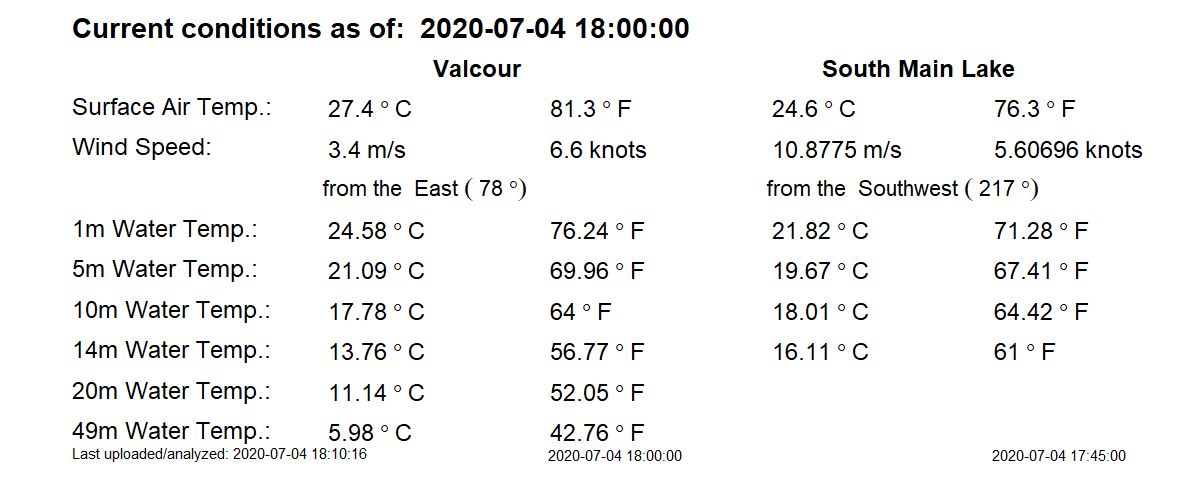 Current conditions as of: 2020-07-04 18:00:00
Valcour South Main Lake
Surface Air Temp.: 27.4 ° C 81.3 ° F 24.6 ° C 76.3 ° F
Wind Speed: 3.4 m/s 6.6 knots 10.8775 m/s 5.60696 knots
from the East ( 78 °) from the Southwest ( 217 °)
1m Water Temp.: 24.58 ° C 76.24 ° F 21.82 ° C 71.28 ° F
5m Water Temp.: 21.09 ° C 69.96 ° F 19.67 ° C 67.41 ° F
10m Water Temp.: 17.78 ° C 64 ° F 18.01 ° C 64.42 ° F
14m Water Temp.: 13.76 ° C 56.77 ° F 16.11 ° C 61 ° F
20m Water Temp.: 11.14 ° C 52.05 ° F
49m Water Temp.: 5.98 ° C 42.76 ° F
Last uploaded/analyzed: 2020-07-04 18:10:16 2020-07-04 18:00:00 2020-07-04 17:45:00